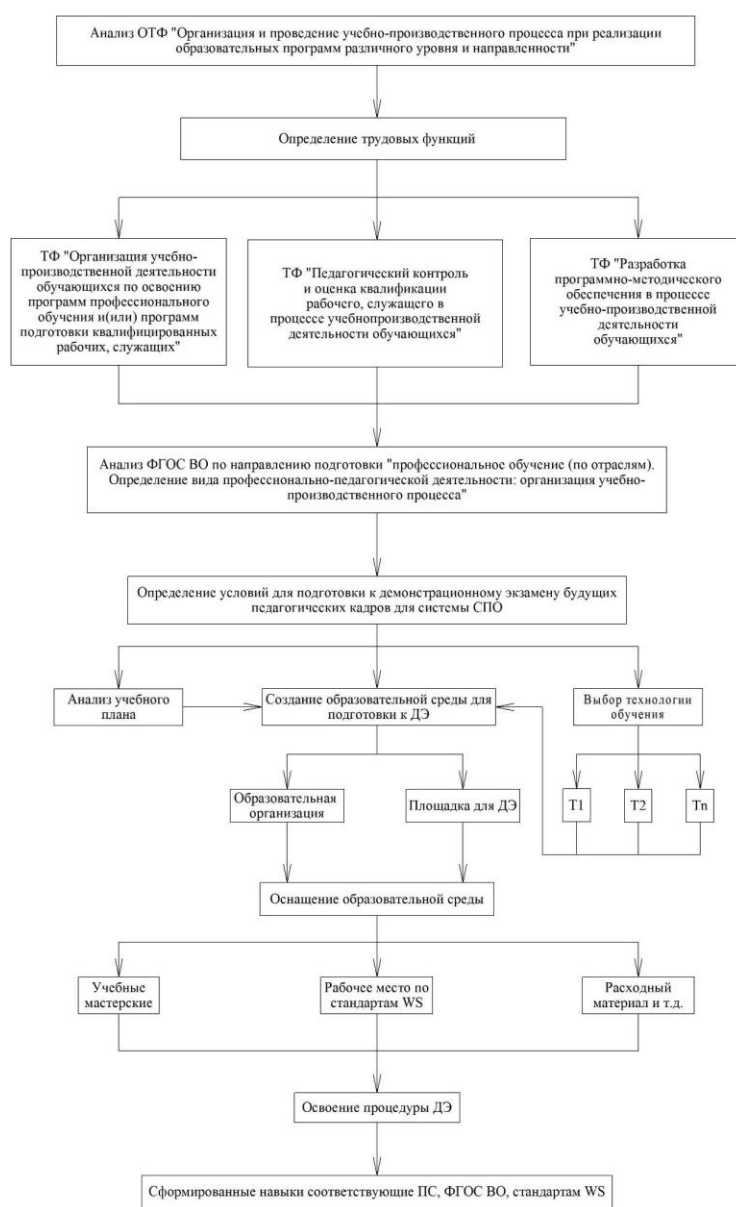 Анализ ОТФ "Организация и проведение учебно-производственного процесса при реализации
образовательных программ различного уровня и направленности"
Определение трудовых функций
ТФ "Организация учебно-
производственной деятельности
обучающихся по освоению
программ профессионального
обучения и(или) программ
подготовки квалифицированных
рабочих, служащих"
ТФ "Педагогический контроль
и оценка квалификации
рабочего, служащего в
процессе учебнопроизводственной
деятельности обучающихся"
ТФ "Разработка
программно-методического
обеспечения в процессе
учебно-производственной
деятельности
обучающихся"
Анализ ФГОС ВО по направлению подготовки "профессиональное обучение (по отраслям).
Определение вида профессионально-педагогической деятельности: организация учебно-
производственного процесса"
Определение условий для подготовки к демонстрационному экзамену будущих
педагогических кадров для системы СПО
Анализ учебного
плана
Создание образовательной среды для
подготовки к ДЭ
Выбор технологии
обучения
Образовательная
организация
Площадка для ДЭ
Т1
Т2
Тn
Оснащение образовательной среды
Учебные
мастерские
Рабочее место по
стандартам WS
Расходный
материал и т.д.
Освоение процедуры ДЭ
Сформированные навыки соответствующие ПС, ФГОС ВО, стандартам WS